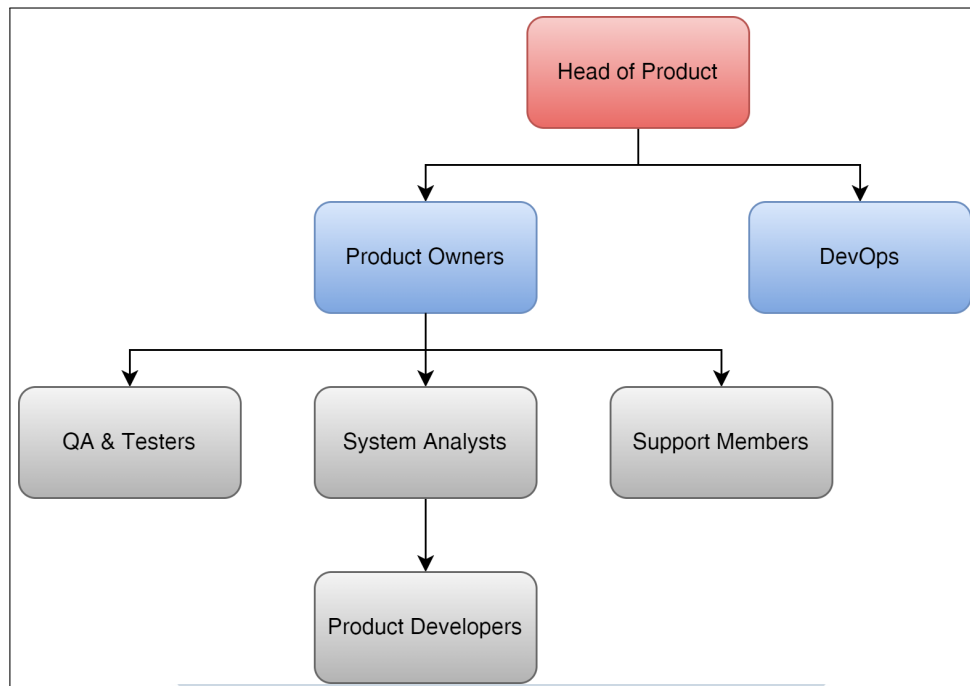 Head of Product
Product Owners
DevOps
QA & Testers
System Analysts
Support Members
Product Developers